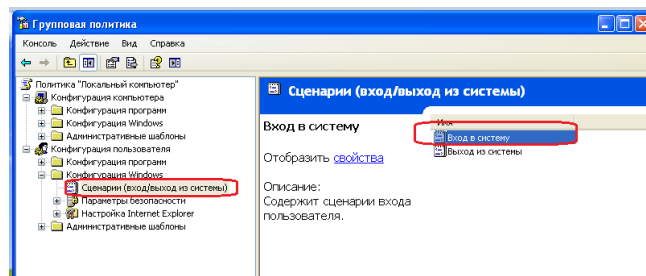 Групповая политика
Консоль Действие Вид Справка
Политика "Локальный компьютер"
Конфигурация компьютера
Конфигурация программ
Конфигурация Windows
Административные шаблоны
Конфигурация пользователя
Конфигурация программ
Конфигурация Windows
Сценарии (вход/выход из системы)
Параметры безопасности
Настройка Internet Explorer
Административные шаблоны
Сценарии (вход/выход из системы)
Вход в систему
Отобразить свойства
Описание:
Содержит сценарии входа
пользователя.
Имя
Вход в систему
Выход из системы